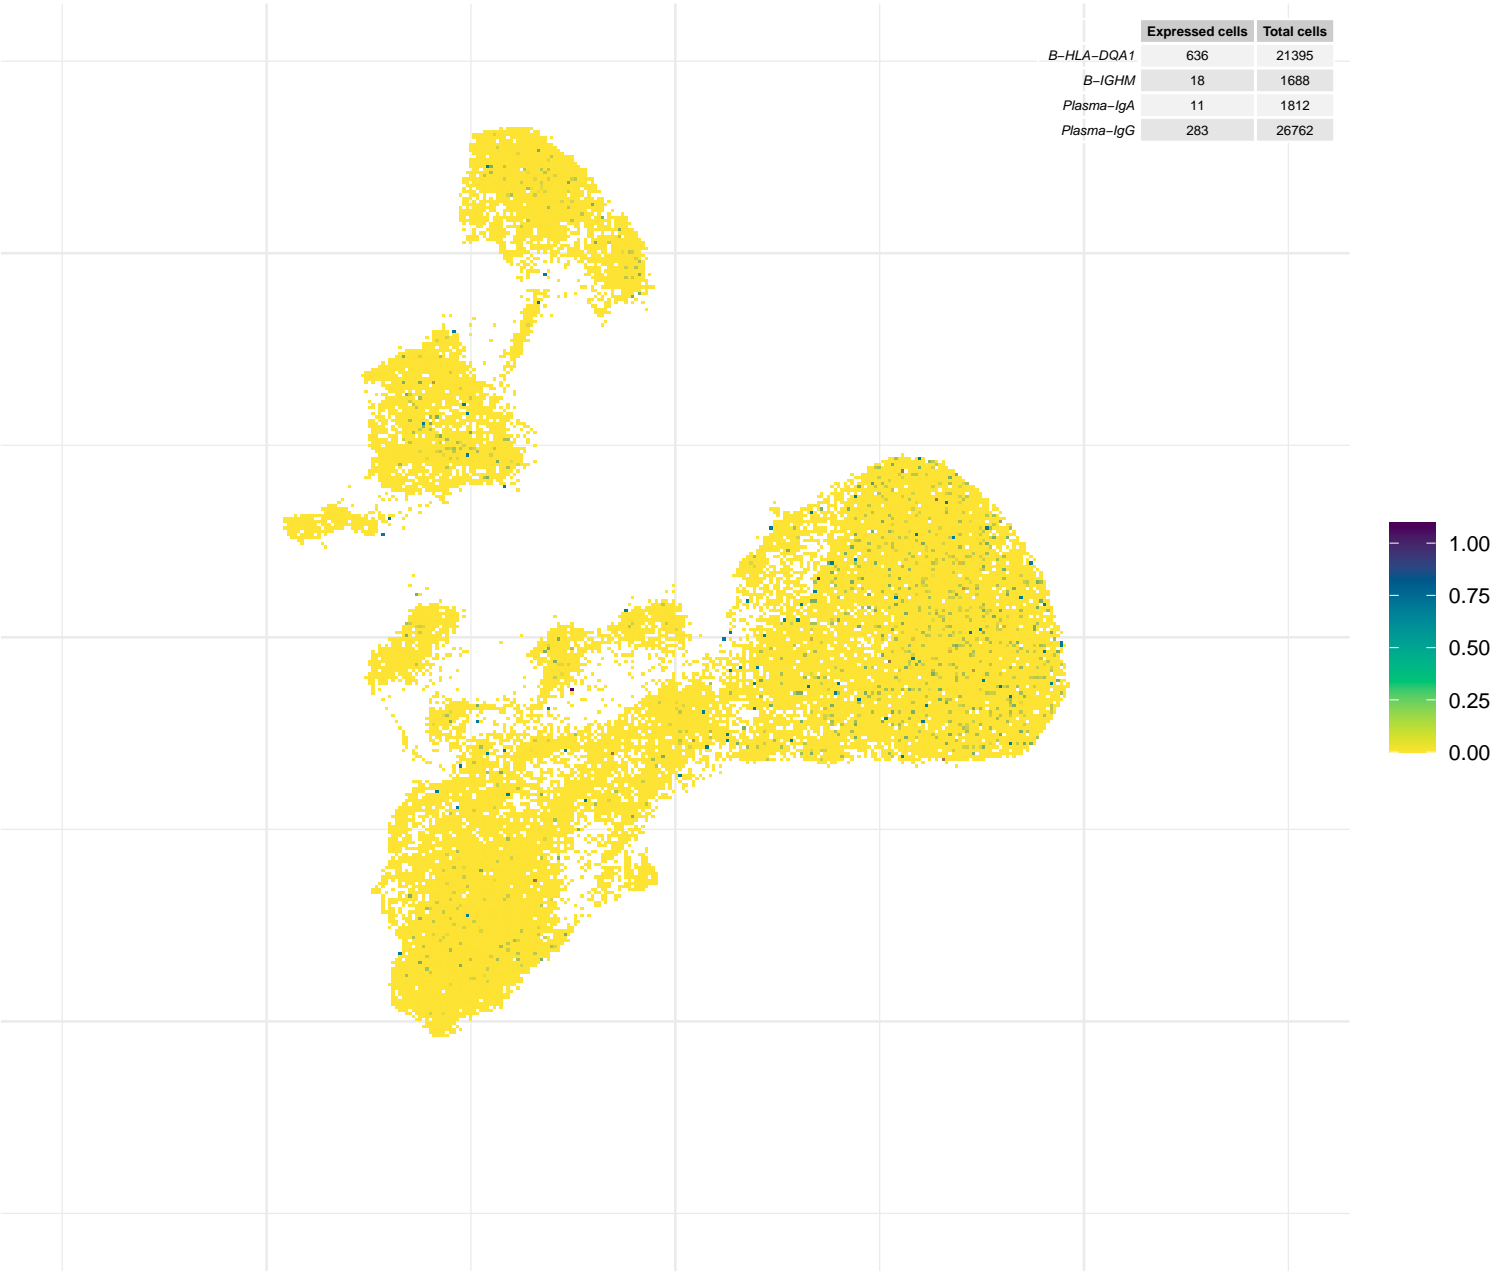 Expressed cells Total cells
B−HLA−DQA1 636 21395
B−IGHM 18 1688
Plasma−IgA 11 1812
Plasma−IgG 283 26762
1.00
0.75
0.50
0.25
0.00